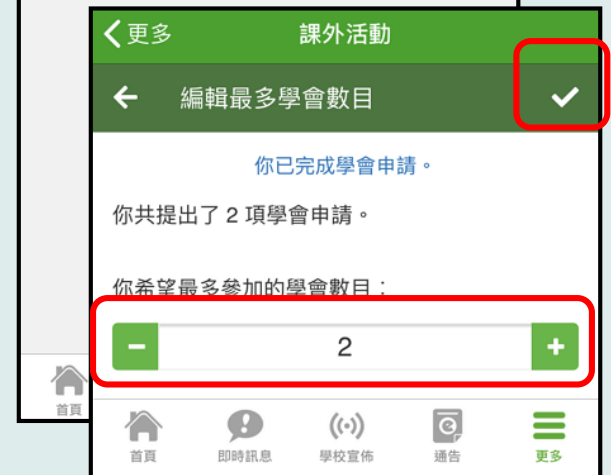 更多
課外活動
編輯最多學會數目
你已完成學會申請。
你共提出了 2 項學會申請。
你希望最多參加的學會數目：
2
首頁
首頁
即時訊息
學校宣佈
通告
更多